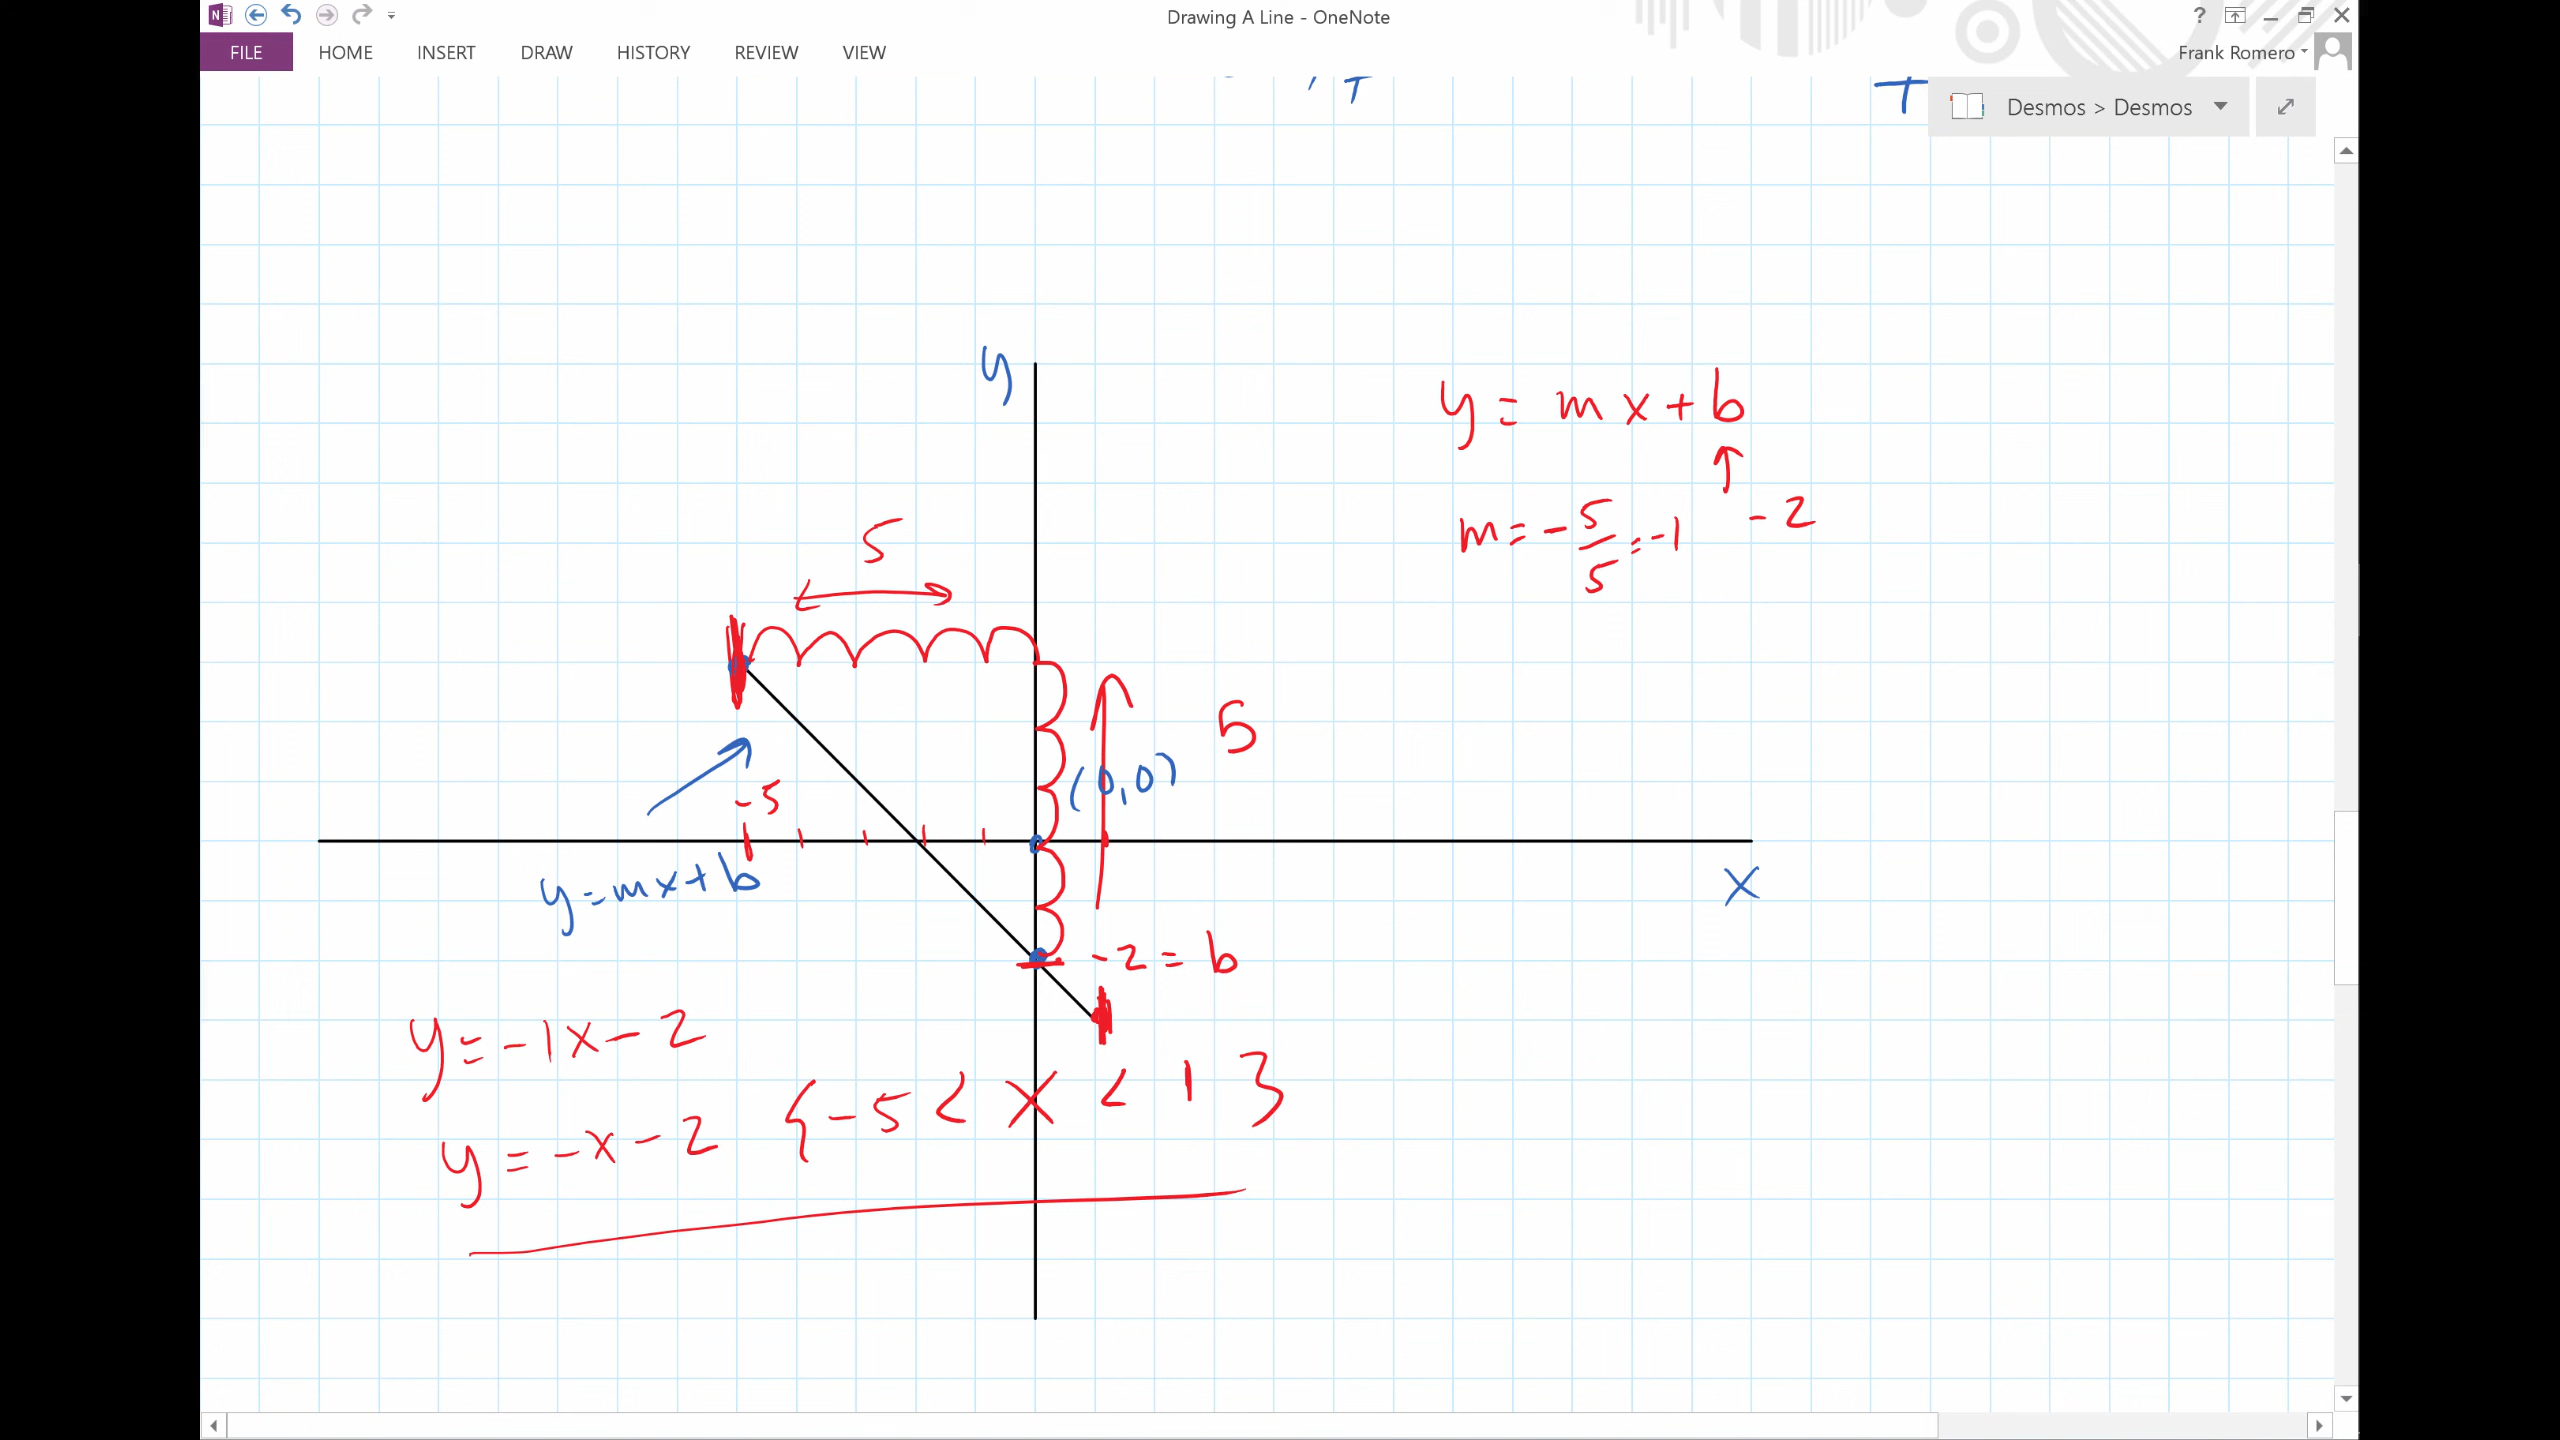 Drawing A Line - OneNote
FILE HOME INSERT DRAW HISTORY REVIEW VIEW
Frank Romero
Desmos > Desmos
y
y = mx + b
m = - 5/5 = -1
- 2
5
5
(0,0)
- 5
x
y = mx + b
- 2 = b
y = - 1x - 2
y = - x - 2 { - 5 < x < 1 }